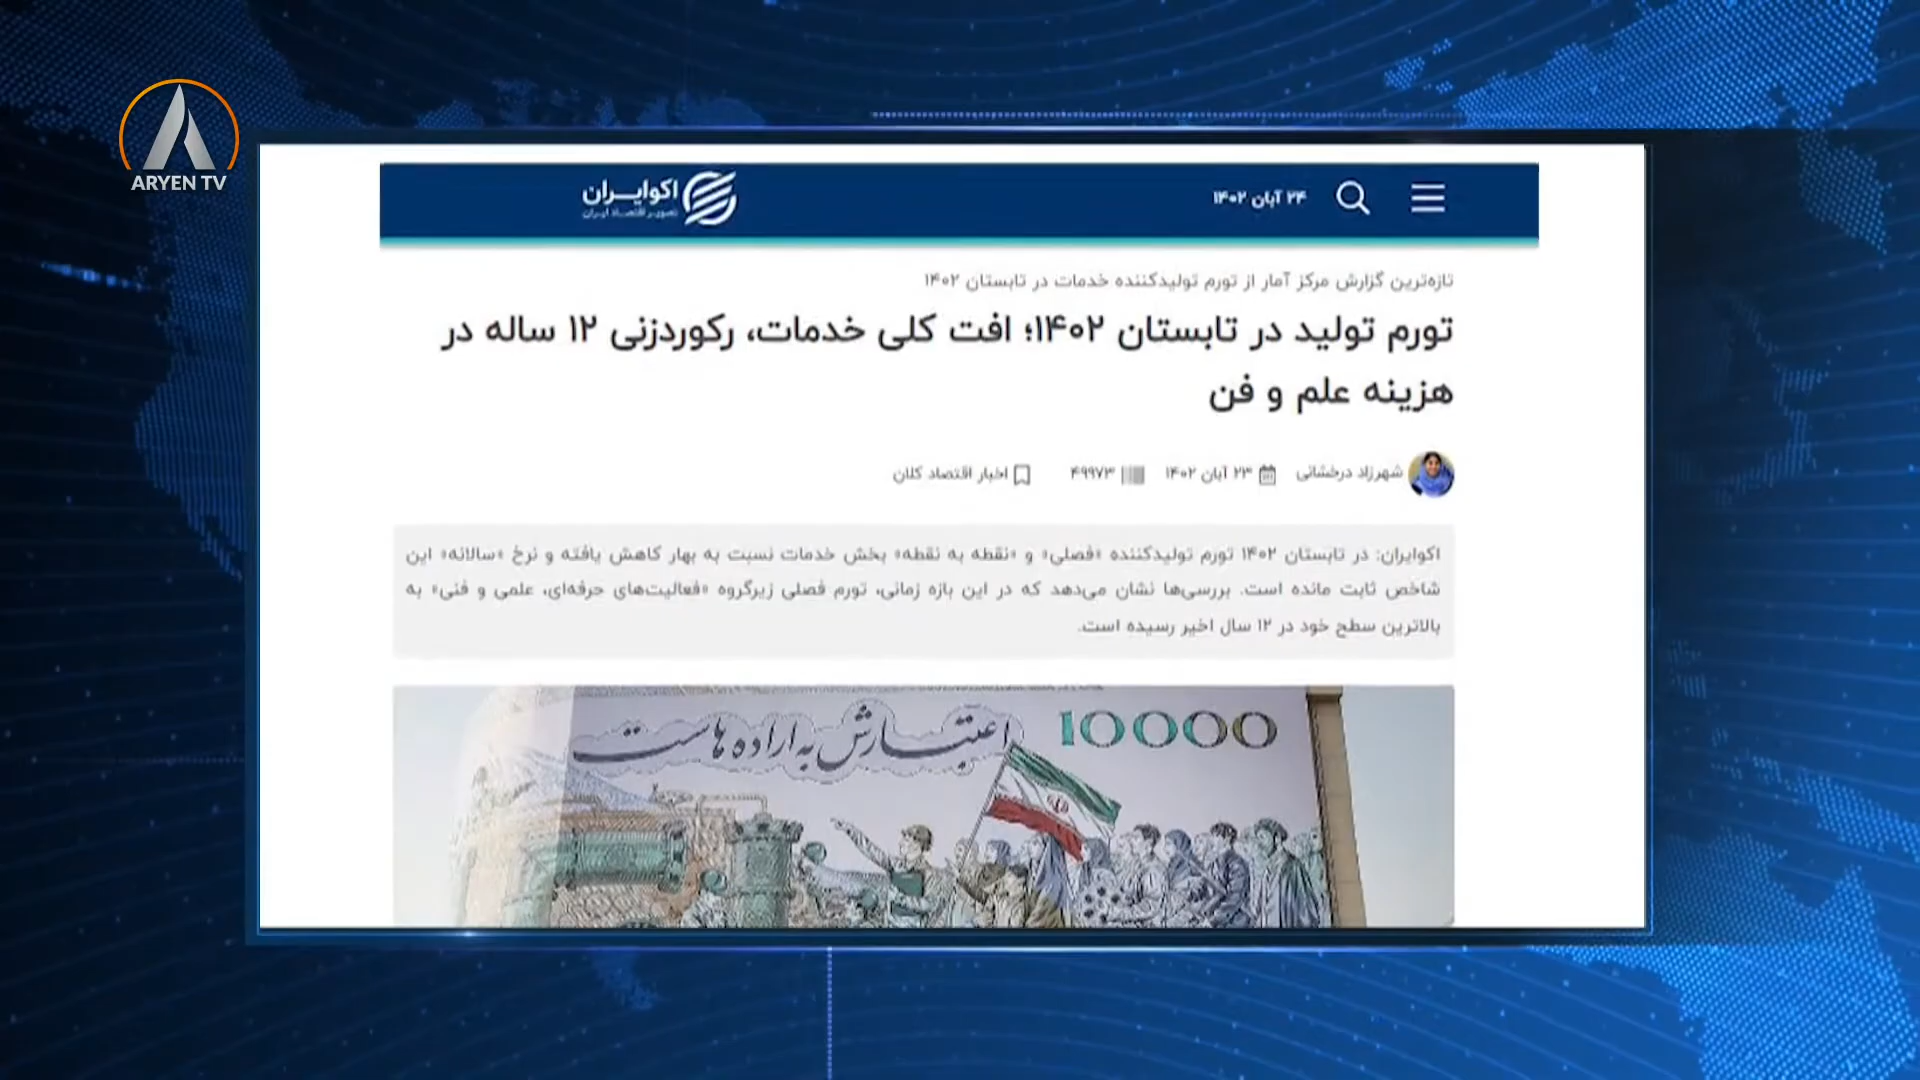 ARYEN TV
۲۴ آبان ۱۴۰۲
اکوایران
تصویر اقتصاد ایران
تازه‌ترین گزارش مرکز آمار از تورم تولیدکننده خدمات در تابستان ۱۴۰۲
تورم تولید در تابستان ۱۴۰۲؛ افت کلی خدمات، رکوردزنی ۱۲ ساله در
هزینه علم و فن
شهرزاد درخشانی ۲۳ آبان ۱۴۰۲ ۴۹۹۷۳ اخبار اقتصاد کلان
اکوایران: در تابستان ۱۴۰۲ تورم تولیدکننده «فصلی» و «نقطه به نقطه» بخش خدمات نسبت به بهار کاهش یافته و نرخ «سالانه» این
شاخص ثابت مانده است. بررسی‌ها نشان می‌دهد که در این بازه زمانی، تورم فصلی زیرگروه «فعالیت‌های حرفه‌ای، علمی و فنی» به
بالاترین سطح خود در ۱۲ سال اخیر رسیده است.
اعتبارش به اراده هاست 10000